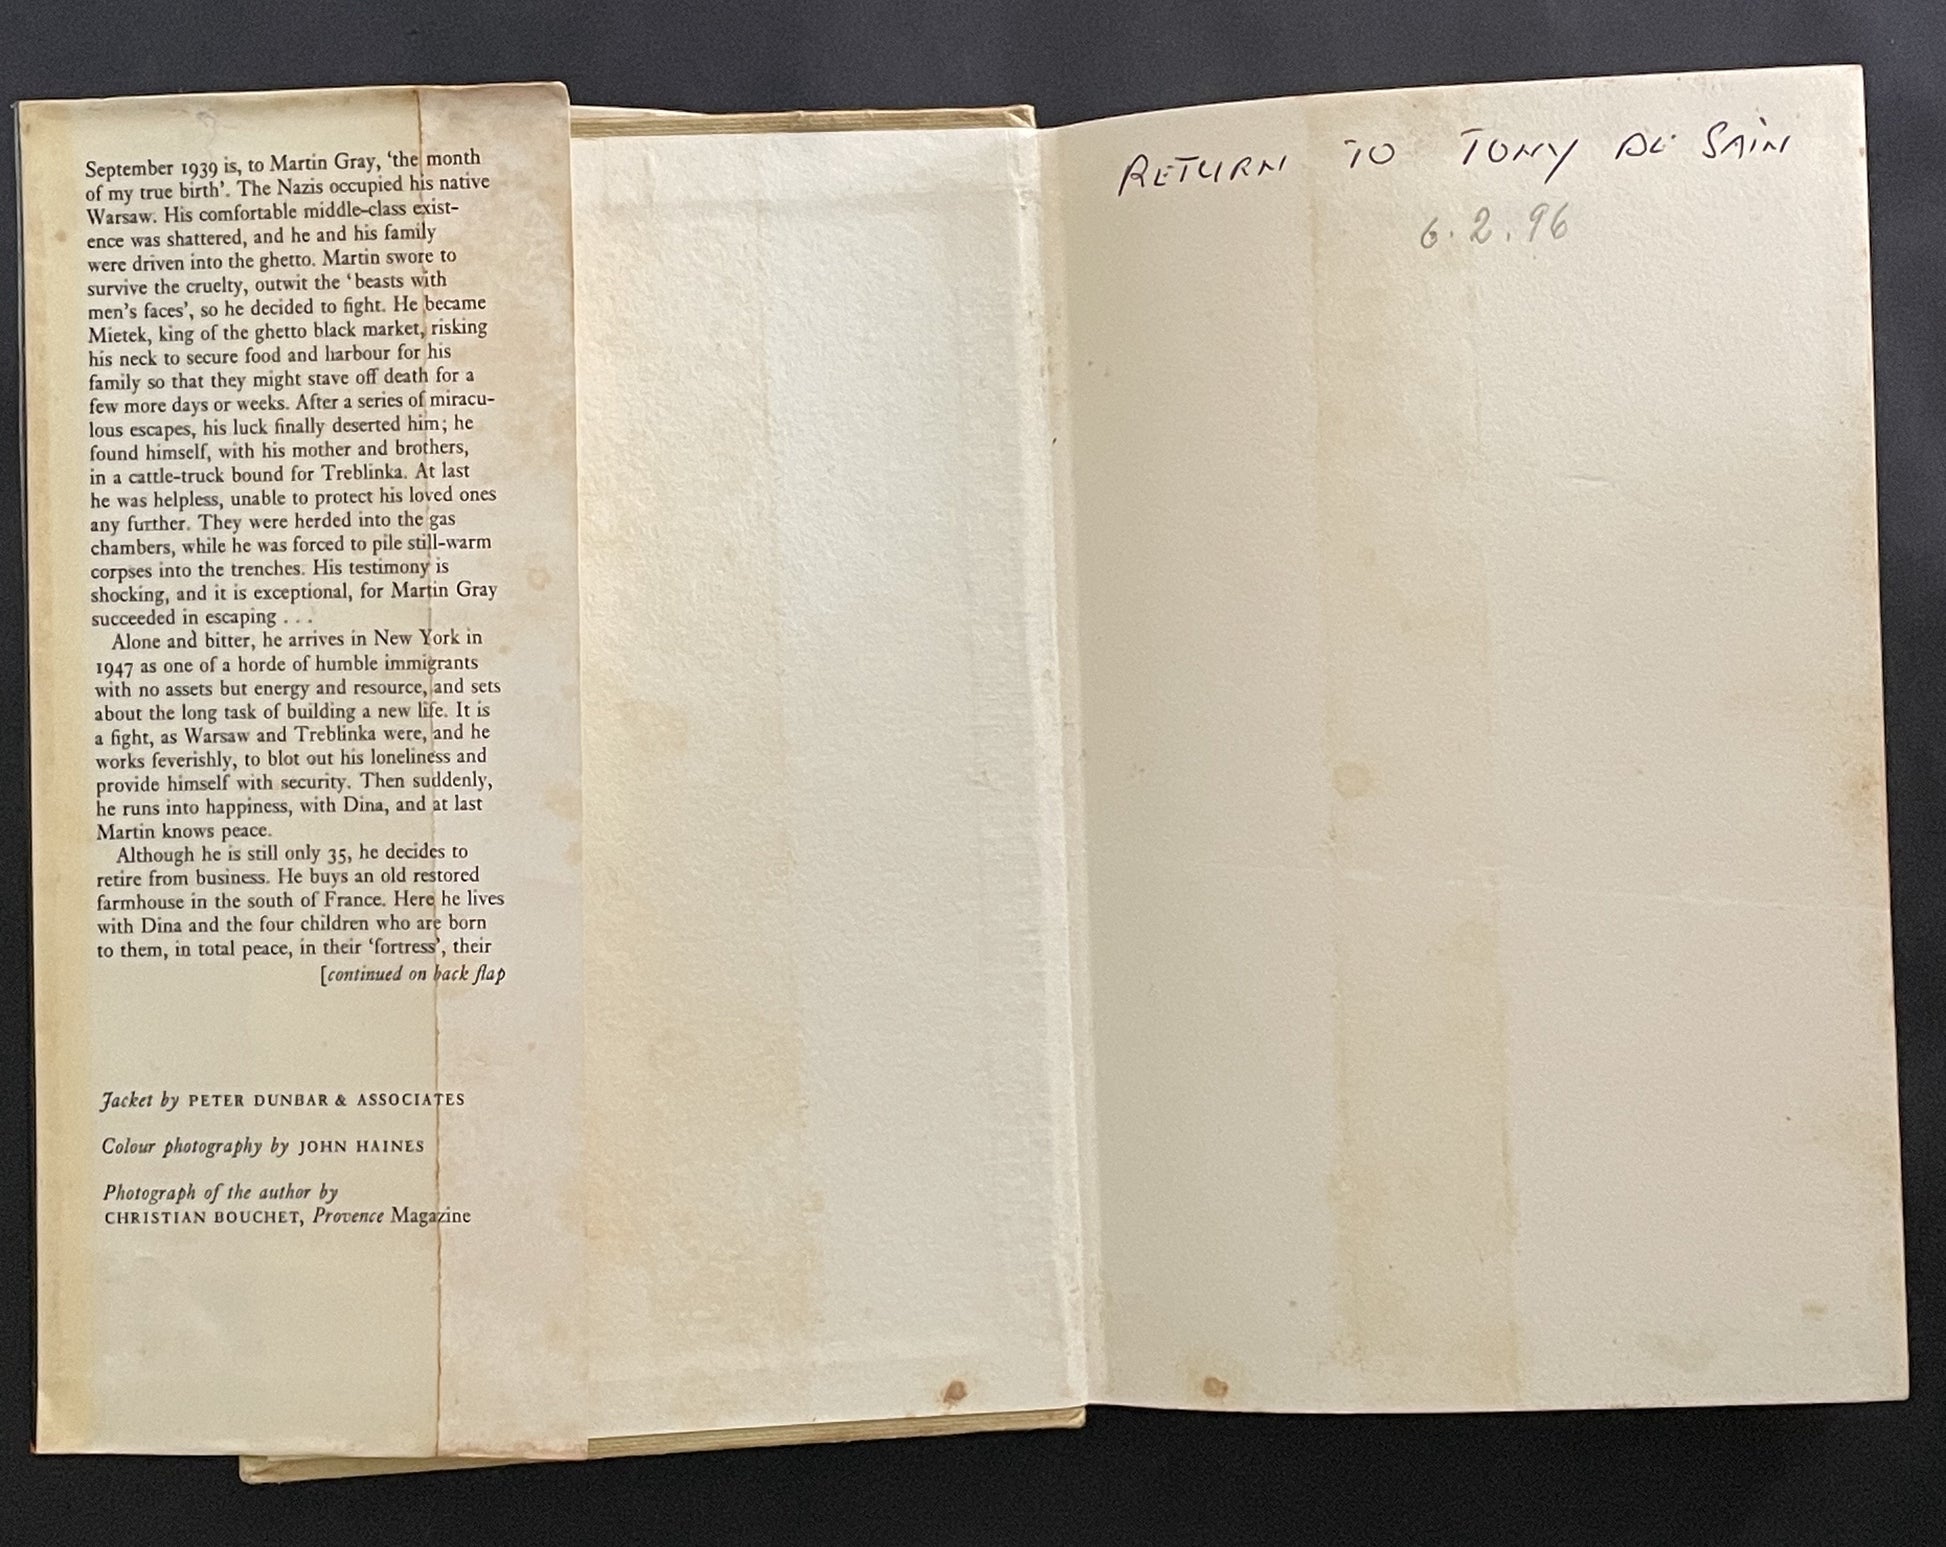 September 1939 is, to Martin Gray, ‘the month
of my true birth’. The Nazis occupied his native
Warsaw. His comfortable middle-class exist-
ence was shattered, and he and his family
were driven into the ghetto. Martin swore to
survive the cruelty, outwit the ‘beasts with
men’s faces’, so he decided to fight. He became
Mietek, king of the ghetto black market, risking
his neck to secure food and harbour for his
family so that they might stave off death for a
few more days or weeks. After a series of miracu-
lous escapes, his luck finally deserted him; he
found himself, with his mother and brothers,
in a cattle-truck bound for Treblinka. At last
he was helpless, unable to protect his loved ones
any further. They were herded into the gas
chambers, while he was forced to pile still-warm
corpses into the trenches. His testimony is
shocking, and it is exceptional, for Martin Gray
succeeded in escaping . . .
Alone and bitter, he arrives in New York in
1947 as one of a horde of humble immigrants
with no assets but energy and resource, and sets
about the long task of building a new life. It is
a fight, as Warsaw and Treblinka were, and he
works feverishly, to blot out his loneliness and
provide himself with security. Then suddenly,
he runs into happiness, with Dina, and at last
Martin knows peace.
Although he is still only 35, he decides to
retire from business. He buys an old restored
farmhouse in the south of France. Here he lives
with Dina and the four children who are born
to them, in total peace, in their ‘fortress’, their
[continued on back flap
Jacket by PETER DUNBAR & ASSOCIATES
Colour photography by JOHN HAINES
Photograph of the author by
CHRISTIAN BOUCHET, Provence Magazine
RETURN TO TONY DE SAIN
6.2.96